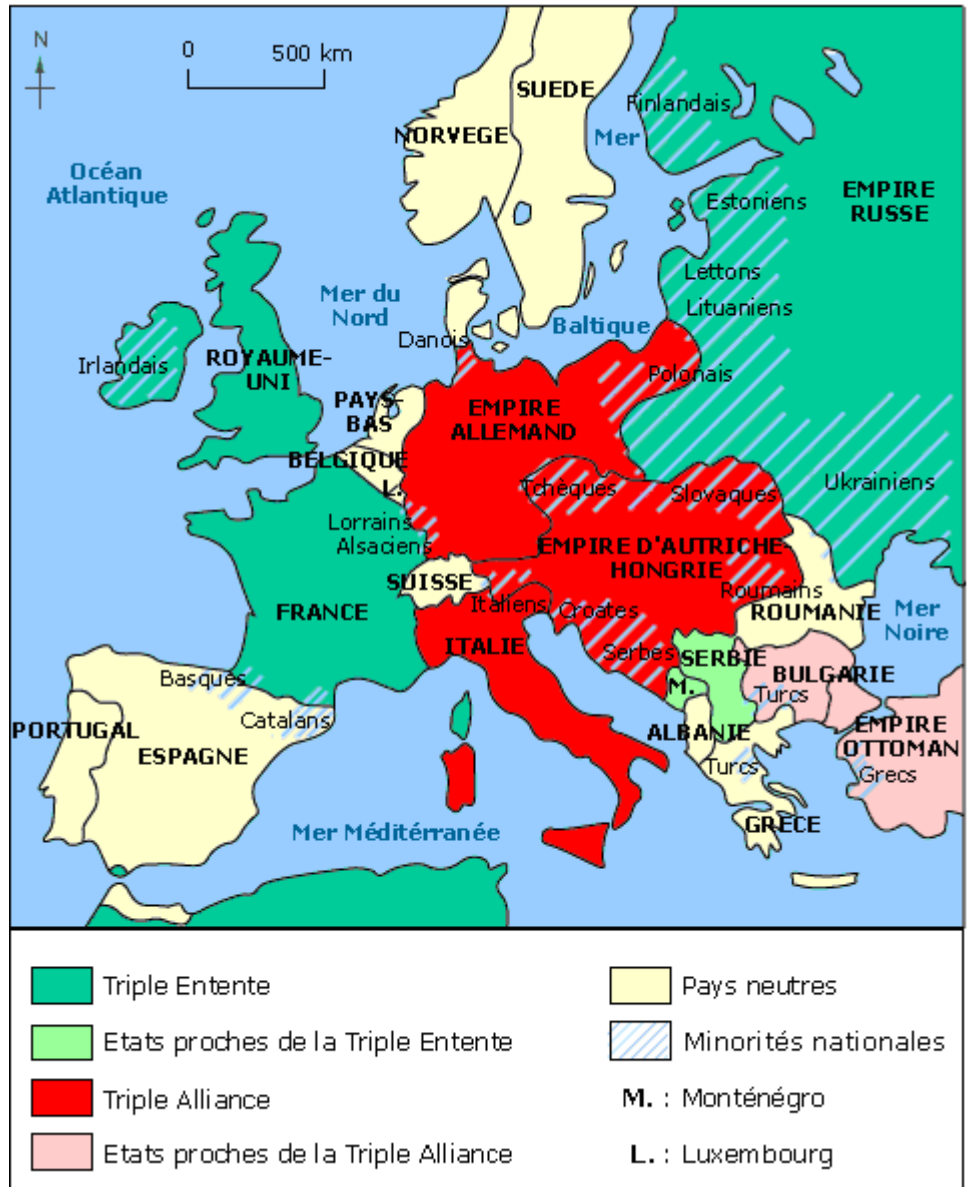 N
0 500 km
SUEDE
Finlandais
NORVEGE
Mer
Océan
Atlantique
EMPIRE
RUSSE
Estoniens
Lettons
Mer du
Nord
Lituaniens
Baltique
Danois
Irlandais
ROYAUME-
UNI
Polonais
PAYS-
BAS
EMPIRE
ALLEMAND
BELGIQUE
L.
Tchèques
Slovaques
Ukrainiens
Lorrains
Alsaciens
EMPIRE D'AUTRICHE-
HONGRIE
SUISSE
Roumains
Italiens
Croates
FRANCE
ROUMANIE
Mer
Noire
ITALIE
Serbes
SERBIE
Basques
M.
BULGARIE
Turcs
Catalans
PORTUGAL
ESPAGNE
ALBANIE
EMPIRE
OTTOMAN
Turcs
Grecs
Mer Méditérranée
GRECE
Triple Entente
Etats proches de la Triple Entente
Triple Alliance
Etats proches de la Triple Alliance
Pays neutres
Minorités nationales
M. : Monténégro
L. : Luxembourg